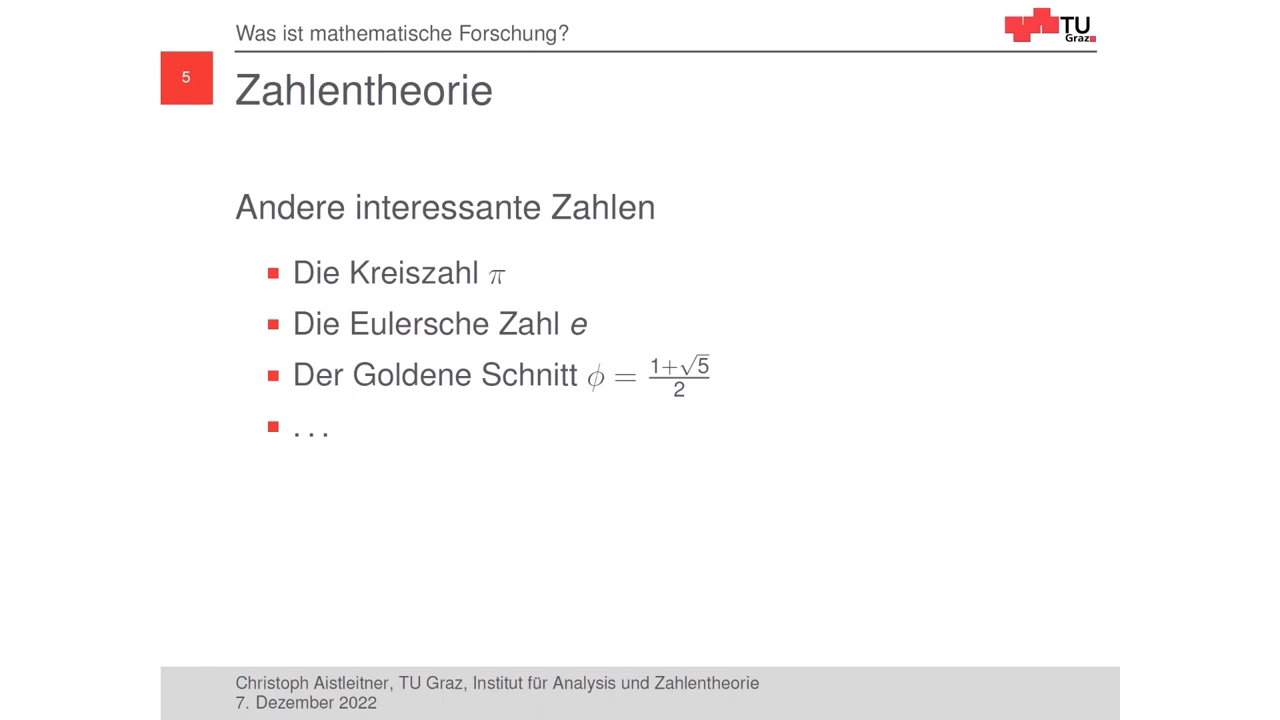 Was ist mathematische Forschung?
TU
Graz
5
Zahlentheorie
Andere interessante Zahlen
Die Kreiszahl π
Die Eulersche Zahl e
Der Goldene Schnitt ϕ = (1+√5)/2
. . .
Christoph Aistleitner, TU Graz, Institut für Analysis und Zahlentheorie
7. Dezember 2022